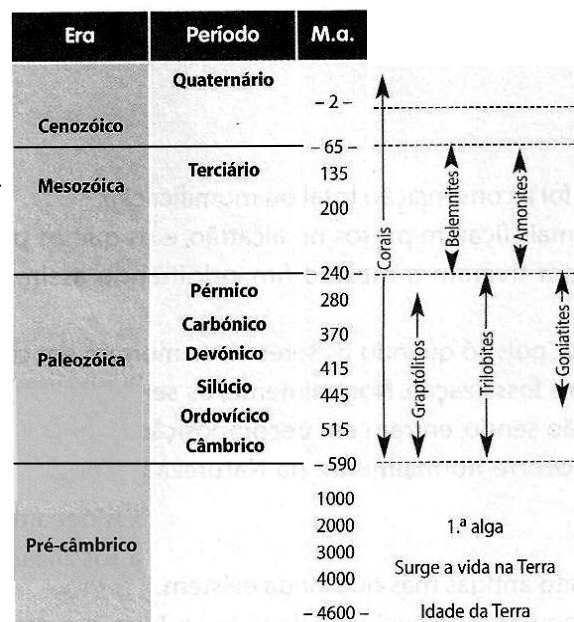 Era Período M.a.
Quaternário
– 2 –
Cenozóico
– 65 –
Terciário 135
Mesozóica
200
240
Pérmico
280
Carbónico
370
Paleozóica Devónico
415
Silúcio
445
Ordovícico
515
Câmbrico
– 590
1000
2000
Pré-câmbrico 3000
4000
– 4600 –
Corais
Belemnites
Amonites
Graptólitos
Trilobites
Goniatites
1.ª alga
Surge a vida na Terra
Idade da Terra